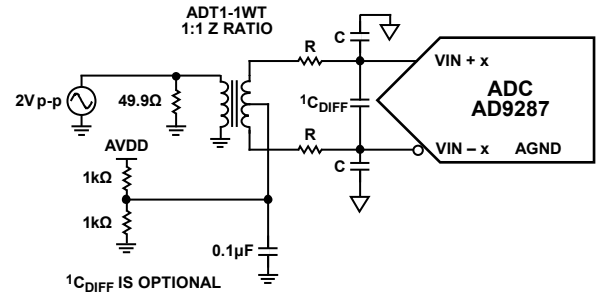 ADT1-1WT
1:1 Z RATIO
C
R
VIN + x
ADC
AD9287
2V p-p
49.9Ω
¹CDIFF
AVDD
R
VIN – x AGND
1kΩ
C
1kΩ
0.1µF
¹CDIFF IS OPTIONAL